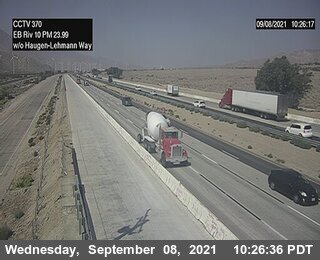 CCTV 370
EB Riv 10 PM 23.99
w/o Haugen-Lehmann Way
09/08/2021 10:26:17
Wednesday, September 08, 2021 10:26:36 PDT